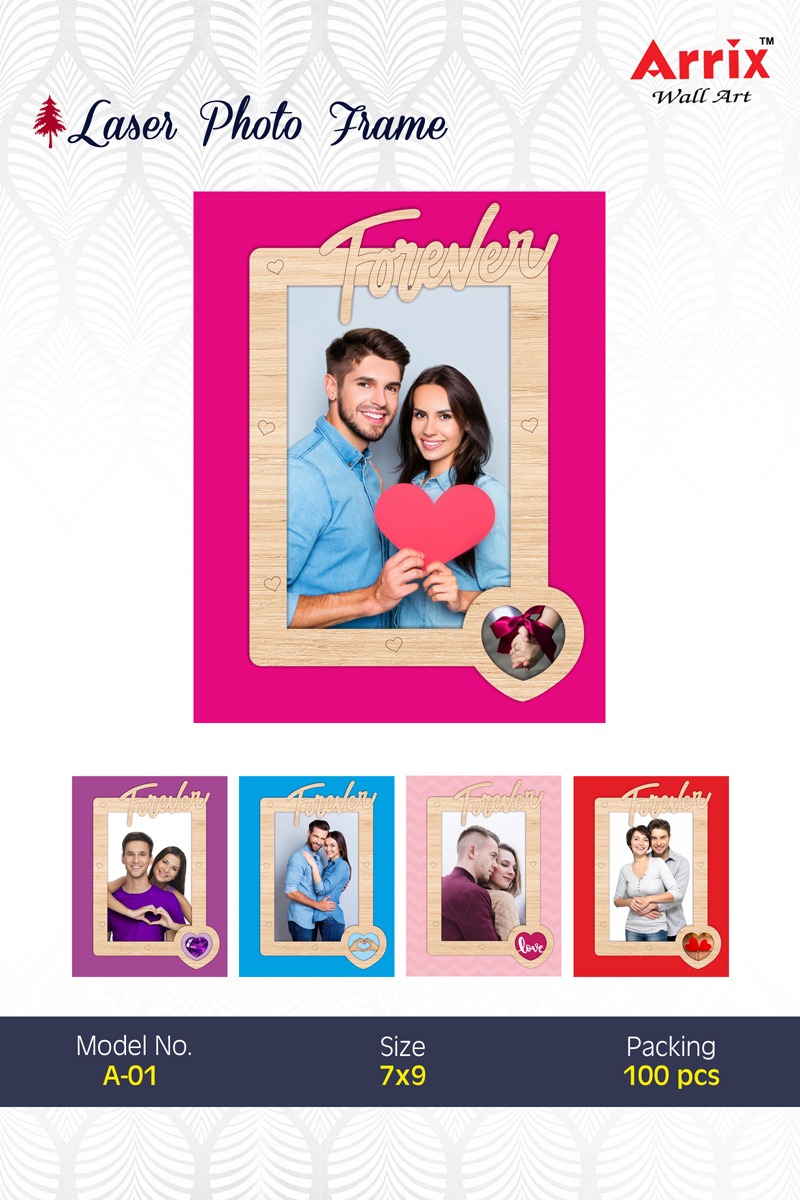 Arrix™
Wall Art
Laser Photo Frame
Forever
Forever
Forever
Forever
love
Forever
Model No.
A-01
Size
7x9
Packing
100 pcs